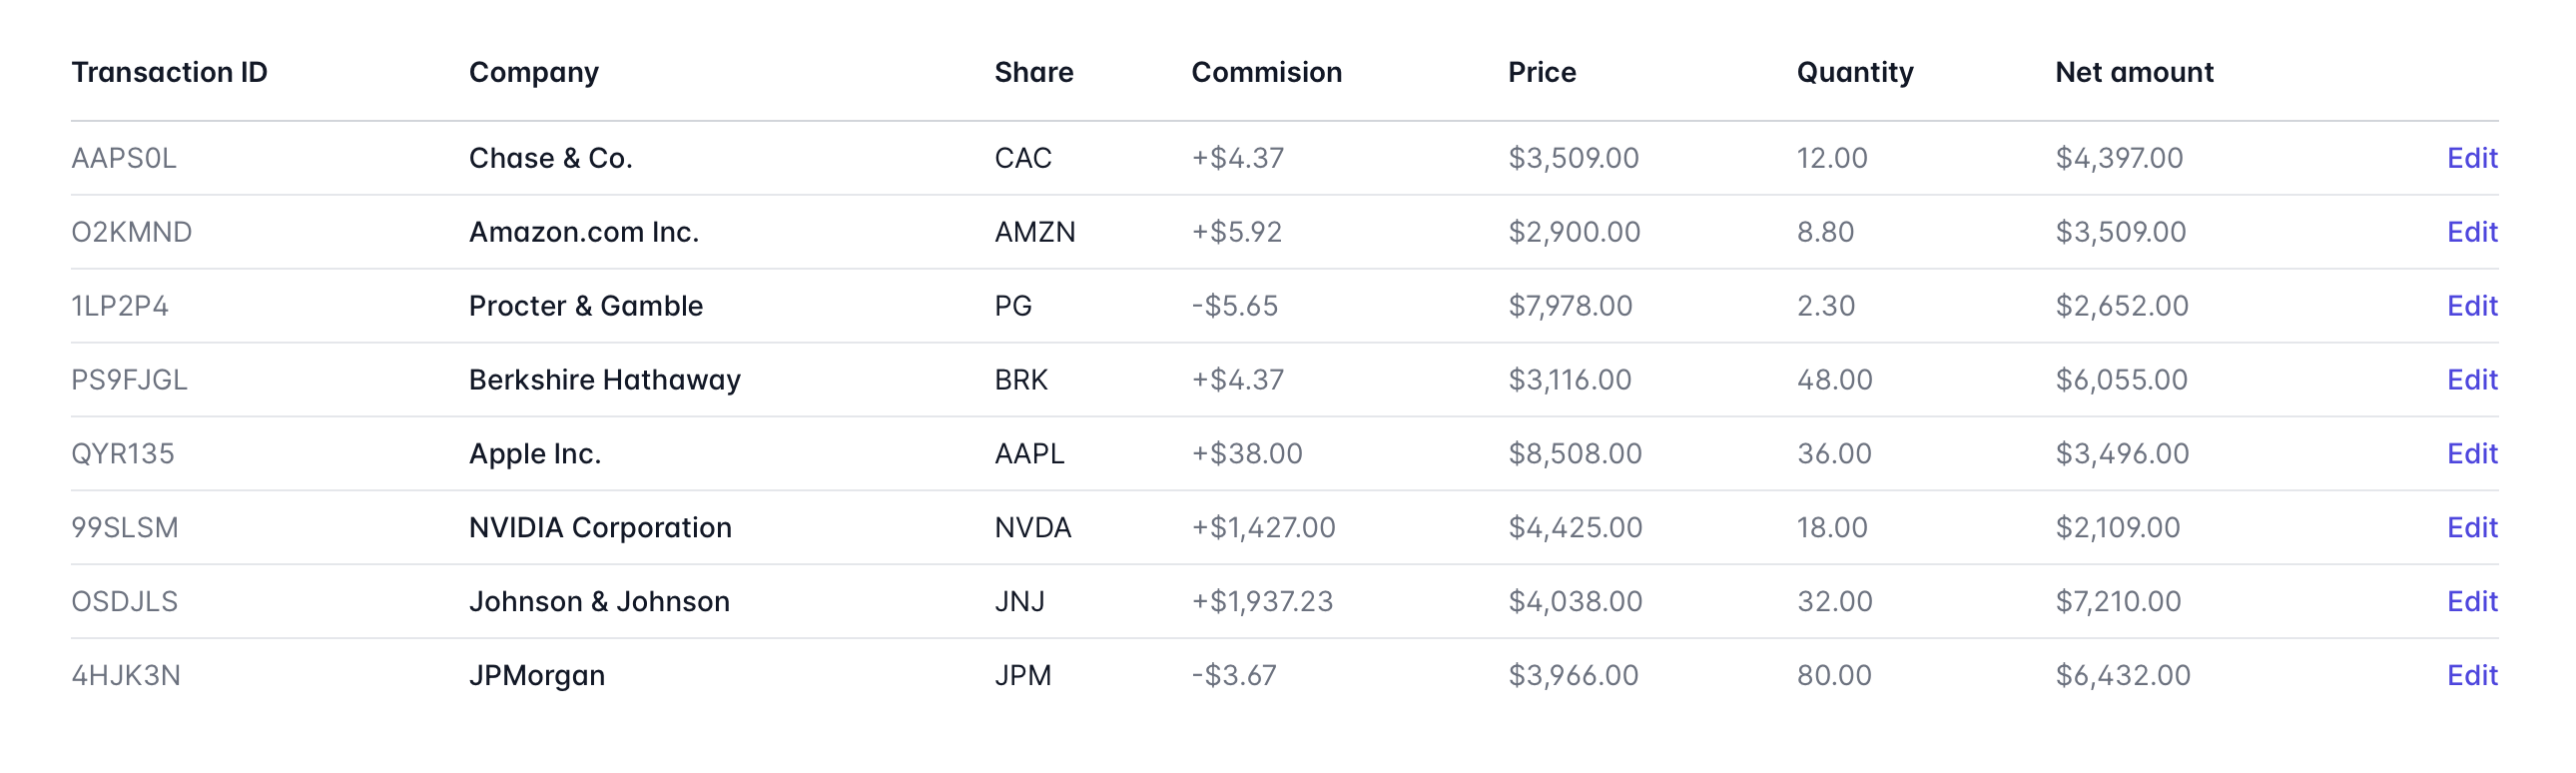 Transaction ID Company Share Commision Price Quantity Net amount
AAPS0L Chase & Co. CAC +$4.37 $3,509.00 12.00 $4,397.00 Edit
O2KMND Amazon.com Inc. AMZN +$5.92 $2,900.00 8.80 $3,509.00 Edit
1LP2P4 Procter & Gamble PG -$5.65 $7,978.00 2.30 $2,652.00 Edit
PS9FJGL Berkshire Hathaway BRK +$4.37 $3,116.00 48.00 $6,055.00 Edit
QYR135 Apple Inc. AAPL +$38.00 $8,508.00 36.00 $3,496.00 Edit
99SLSM NVIDIA Corporation NVDA +$1,427.00 $4,425.00 18.00 $2,109.00 Edit
OSDJLS Johnson & Johnson JNJ +$1,937.23 $4,038.00 32.00 $7,210.00 Edit
4HJK3N JPMorgan JPM -$3.67 $3,966.00 80.00 $6,432.00 Edit